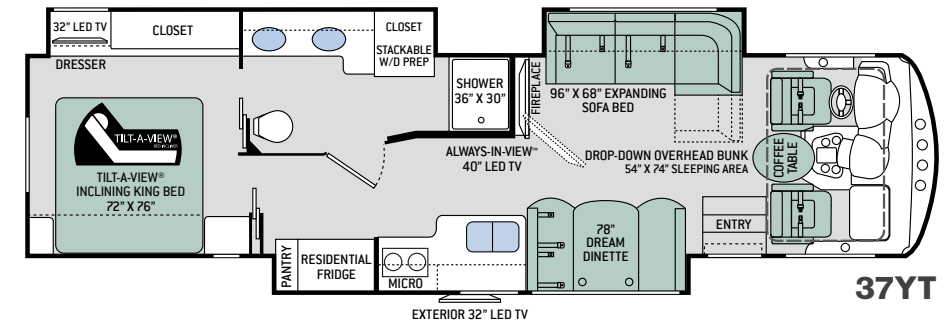 32" LED TV
CLOSET
DRESSER
CLOSET
STACKABLE
W/D PREP
SHOWER
36" X 30"
FIREPLACE
96" X 68" EXPANDING
SOFA BED
TILT-A-VIEW®
BED INCLINER
TILT-A-VIEW®
INCLINING KING BED
72" X 76"
ALWAYS-IN-VIEW™
40" LED TV
DROP-DOWN OVERHEAD BUNK
54" X 74" SLEEPING AREA
COFFEE
TABLE
ENTRY
PANTRY
RESIDENTIAL
FRIDGE
MICRO
78"
DREAM
DINETTE
EXTERIOR 32" LED TV
37YT